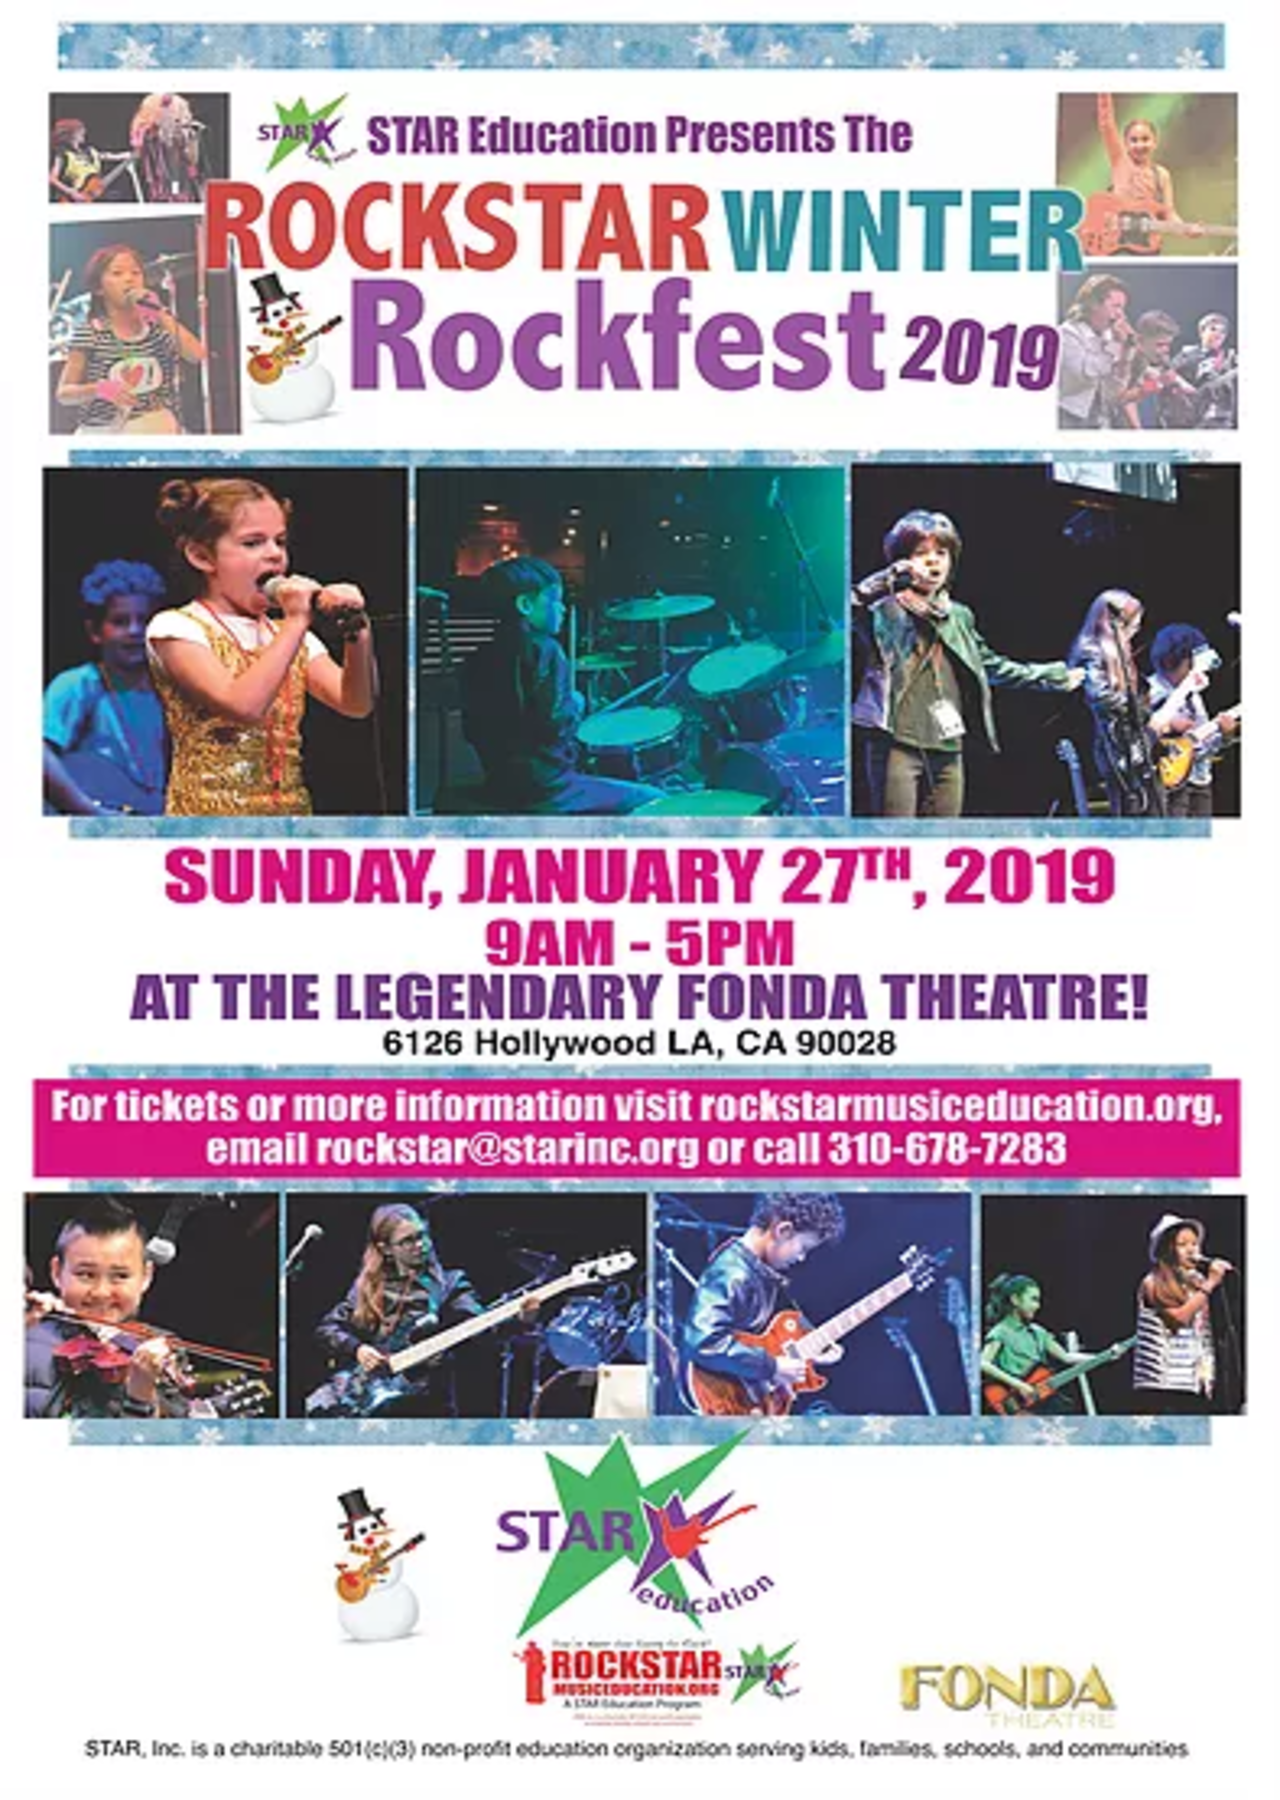 STAR
STAR Education Presents The
ROCKSTAR WINTER
Rockfest 2019
SUNDAY, JANUARY 27TH, 2019
9AM - 5PM
AT THE LEGENDARY FONDA THEATRE!
6126 Hollywood LA, CA 90028
For tickets or more information visit rockstarmusiceducation.org,
email rockstar@starinc.org or call 310-678-7283
STAR
education
ROCKSTAR
MUSICEDUCATION.ORG
A STAR Education Program
STAR
FONDA
THEATRE
STAR, Inc. is a charitable 501(c)(3) non-profit education organization serving kids, families, schools, and communities